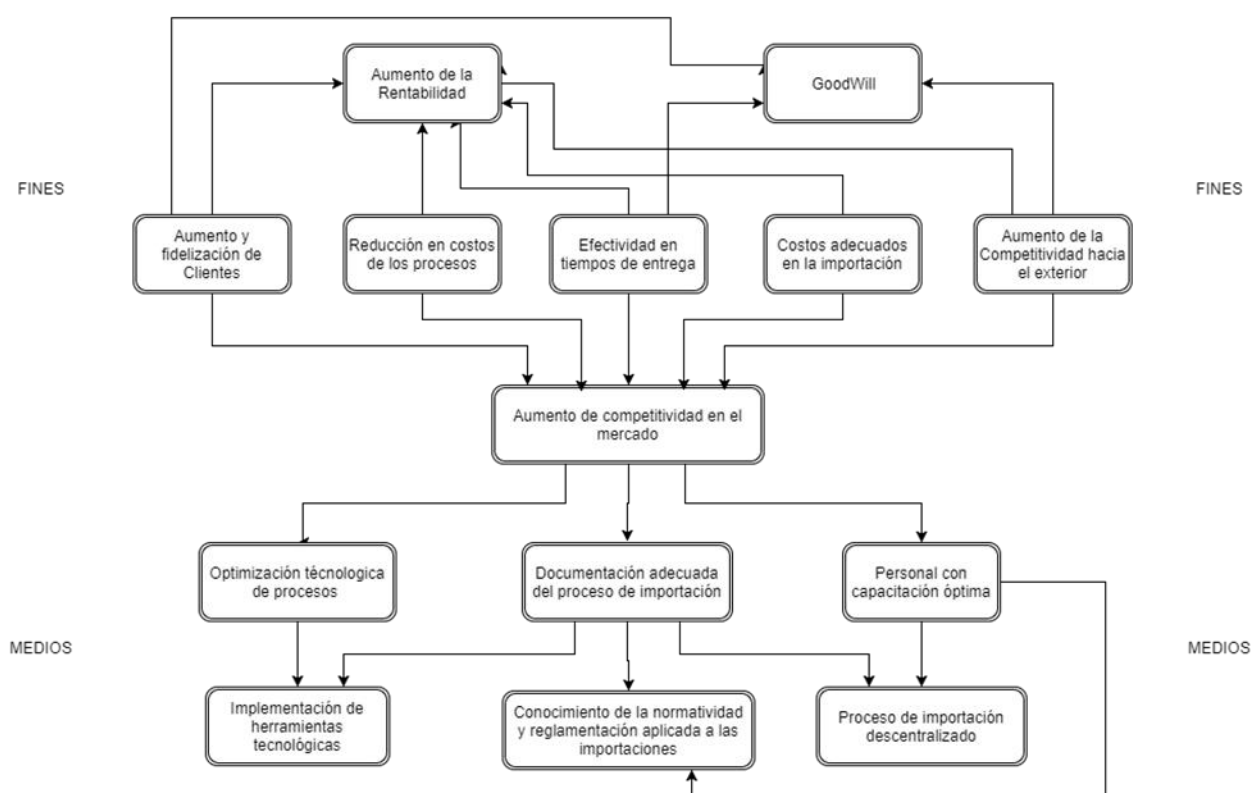 Aumento de la
Rentabilidad
GoodWill
FINES
FINES
Aumento y
fidelización de
Clientes
Reducción en costos
de los procesos
Efectividad en
tiempos de entrega
Costos adecuados
en la importación
Aumento de la
Competitividad hacia
el exterior
Aumento de competitividad en el
mercado
Optimización técnologica
de procesos
Documentación adecuada
del proceso de importación
Personal con
capacitación óptima
MEDIOS
MEDIOS
Implementación de
herramientas
tecnológicas
Conocimiento de la normatividad
y reglamentación aplicada a las
importaciones
Proceso de importación
descentralizado